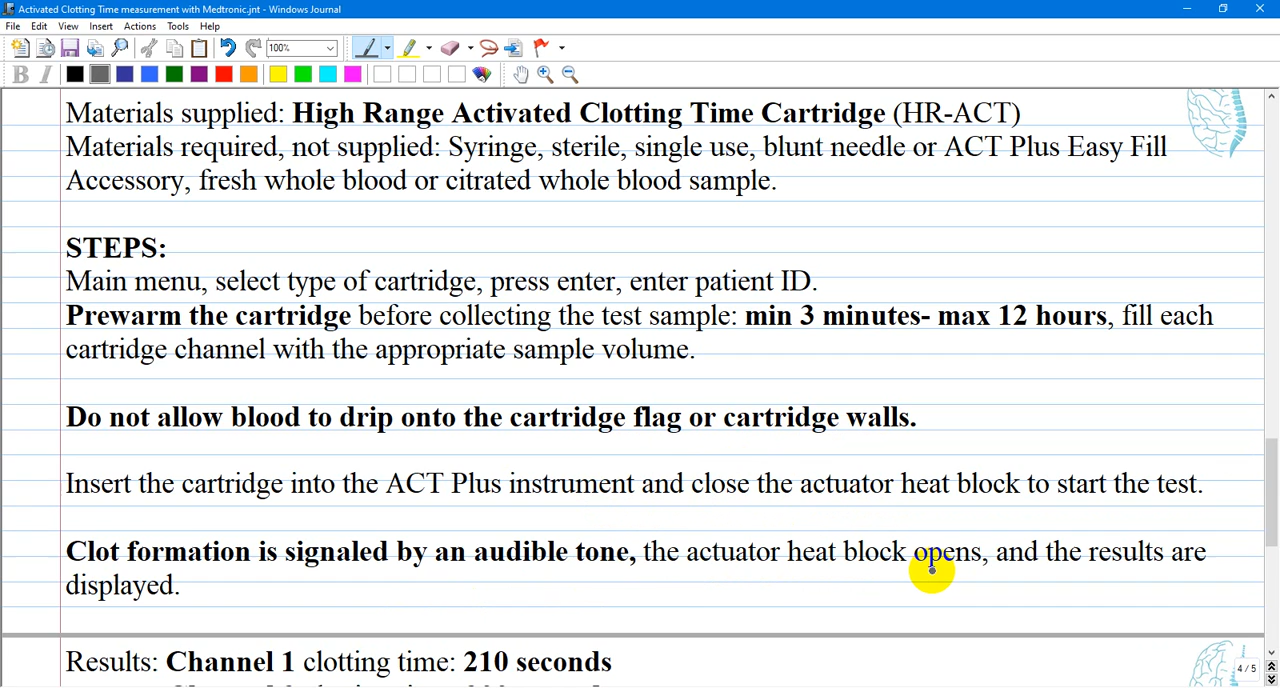 Activated Clotting Time measurement with Medtronic.jnt - Windows Journal
File Edit View Insert Actions Tools Help
100%
B I
Materials supplied: High Range Activated Clotting Time Cartridge (HR-ACT)
Materials required, not supplied: Syringe, sterile, single use, blunt needle or ACT Plus Easy Fill
Accessory, fresh whole blood or citrated whole blood sample.
STEPS:
Main menu, select type of cartridge, press enter, enter patient ID.
Prewarm the cartridge before collecting the test sample: min 3 minutes- max 12 hours, fill each
cartridge channel with the appropriate sample volume.
Do not allow blood to drip onto the cartridge flag or cartridge walls.
Insert the cartridge into the ACT Plus instrument and close the actuator heat block to start the test.
Clot formation is signaled by an audible tone, the actuator heat block opens, and the results are
displayed.
Results: Channel 1 clotting time: 210 seconds
4/5